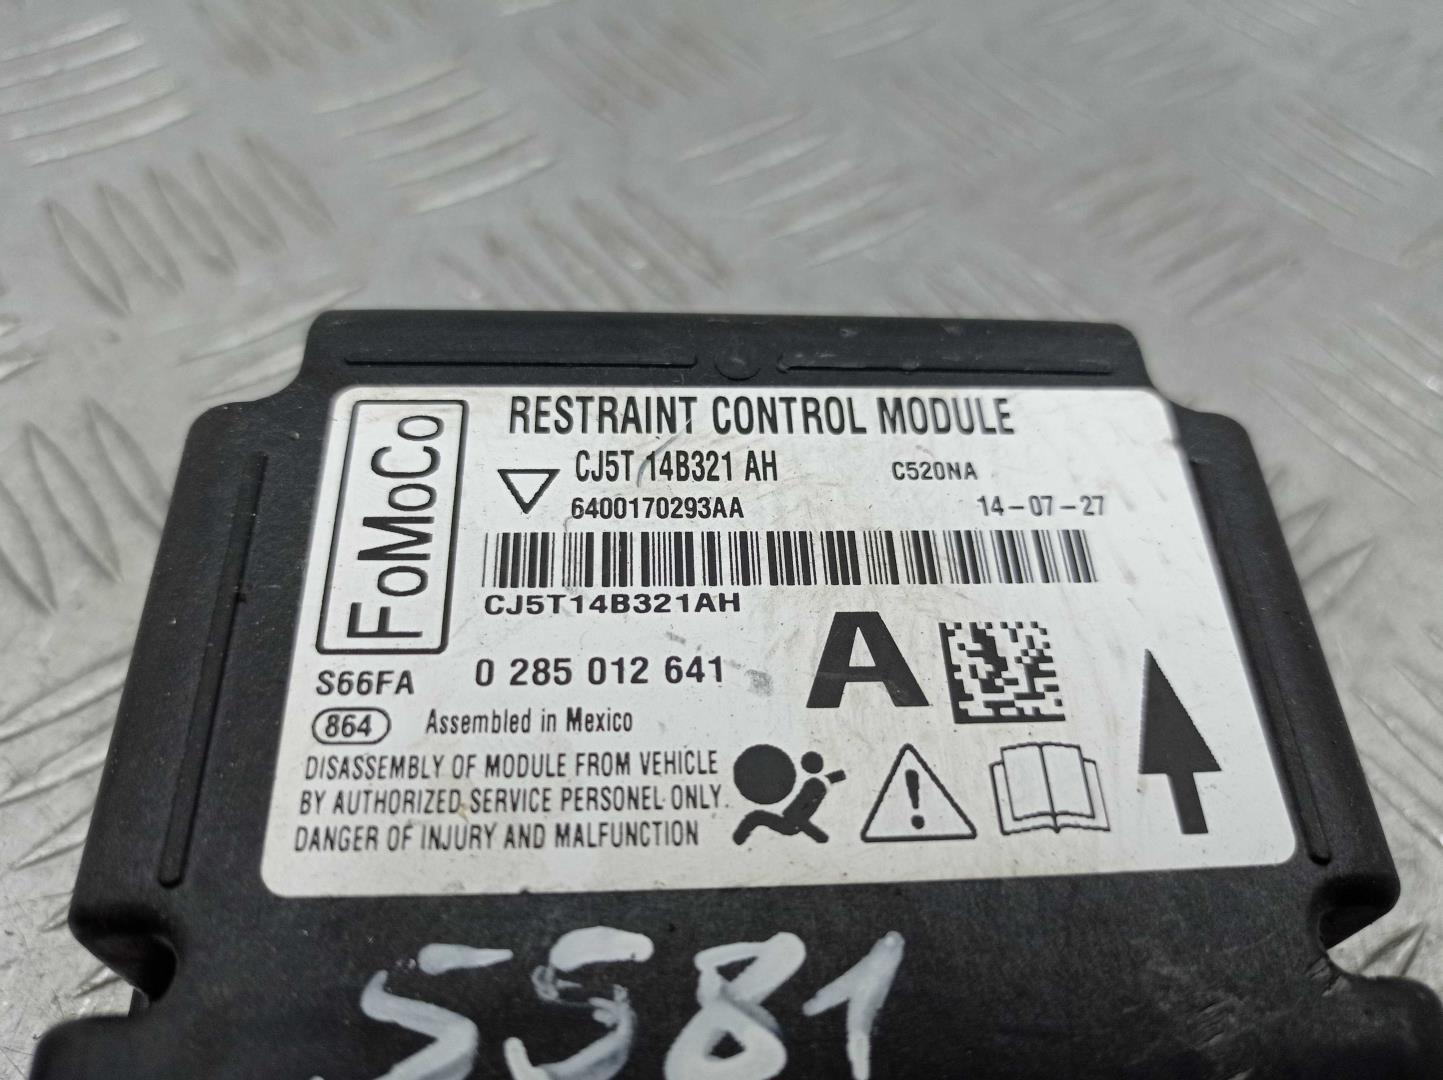 FoMoCo
RESTRAINT CONTROL MODULE
CJ5T 14B321 AH C520NA
6400170293AA 14-07-27
CJ5T14B321AH
S66FA 0 285 012 641 A
864 Assembled in Mexico
DISASSEMBLY OF MODULE FROM VEHICLE
BY AUTHORIZED SERVICE PERSONEL ONLY.
DANGER OF INJURY AND MALFUNCTION
5581